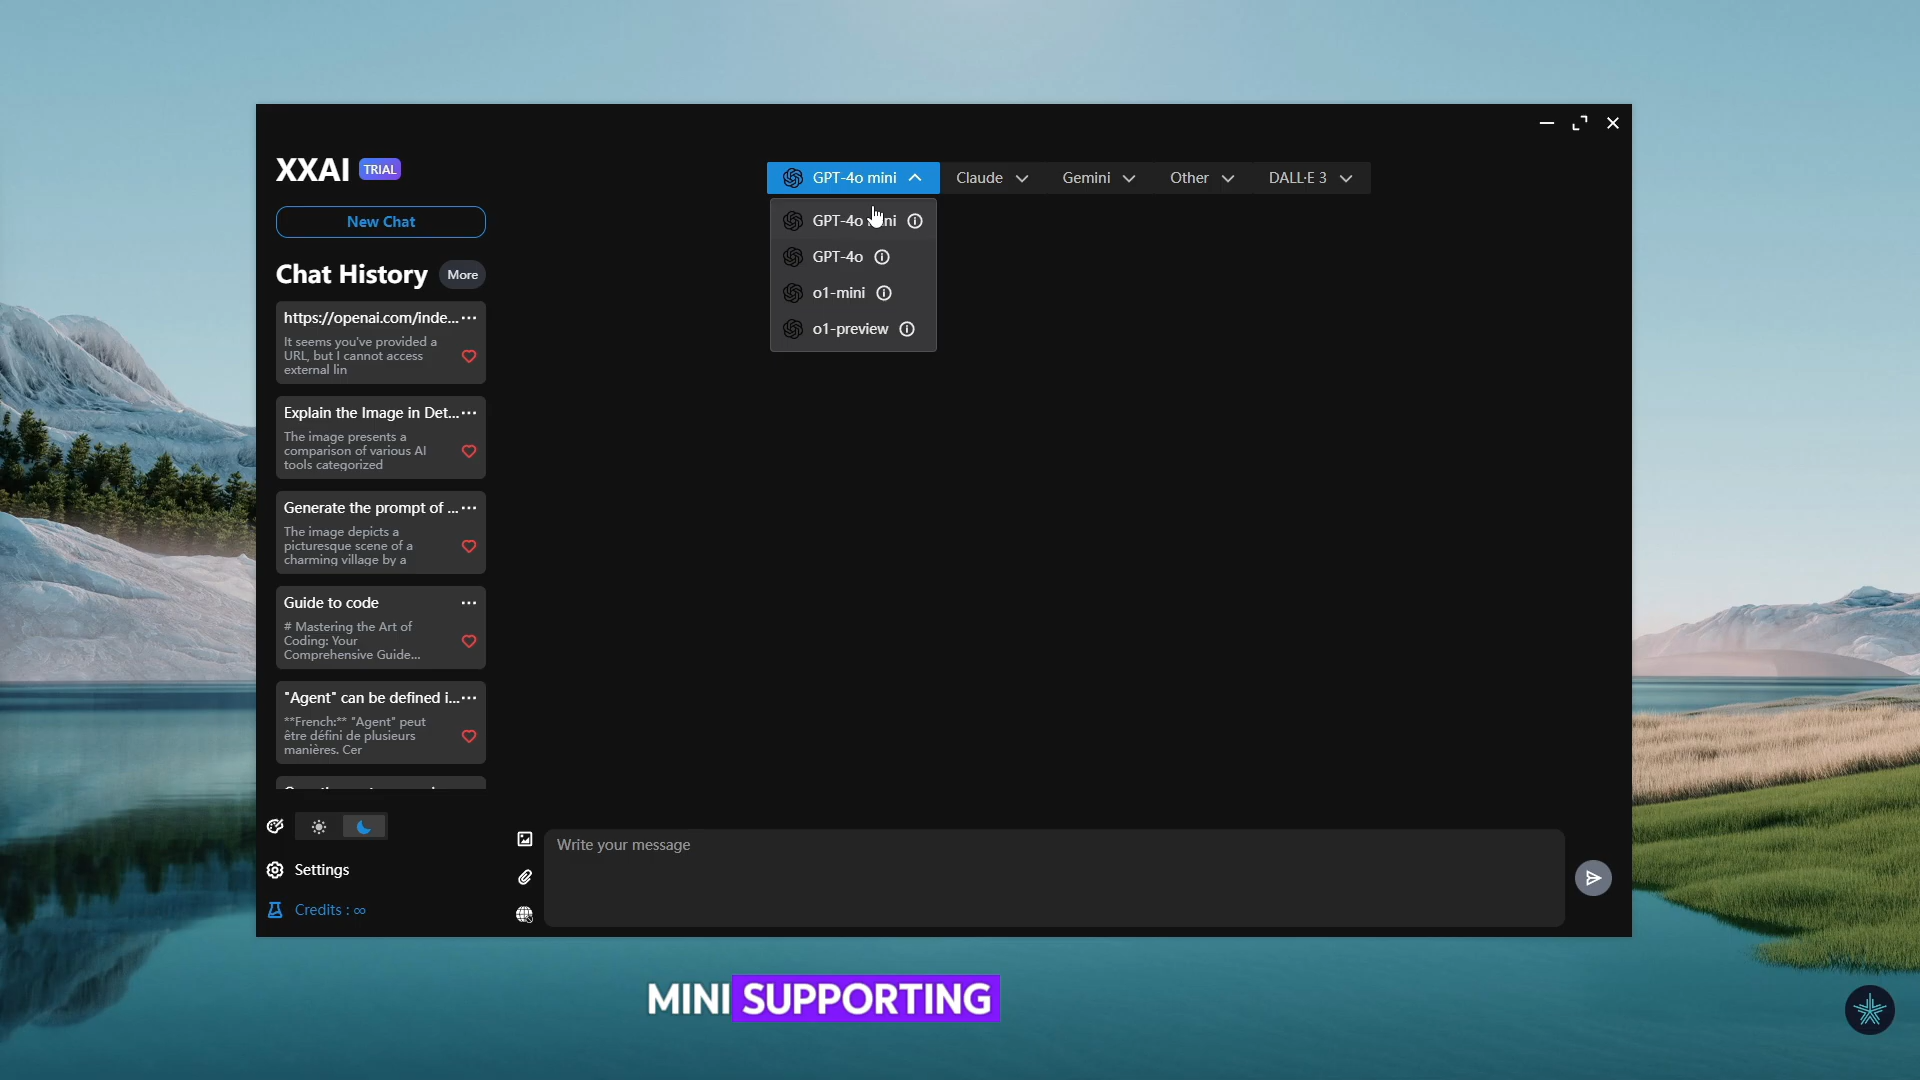 XXAI TRIAL
New Chat
Chat History More
https://openai.com/inde...
It seems you've provided a
URL, but I cannot access
external lin
Explain the Image in Det...
The image presents a
comparison of various AI
tools categorized
Generate the prompt of ...
The image depicts a
picturesque scene of a
charming village by a
Guide to code
# Mastering the Art of
Coding: Your
Comprehensive Guide...
"Agent" can be defined i...
**French:** "Agent" peut
être défini de plusieurs
manières. Cer
Settings
Credits : ∞
GPT-4o mini Claude Gemini Other DALL·E 3
GPT-4o
GPT-4o
o1-mini
o1-preview
Write your message
MINI SUPPORTING